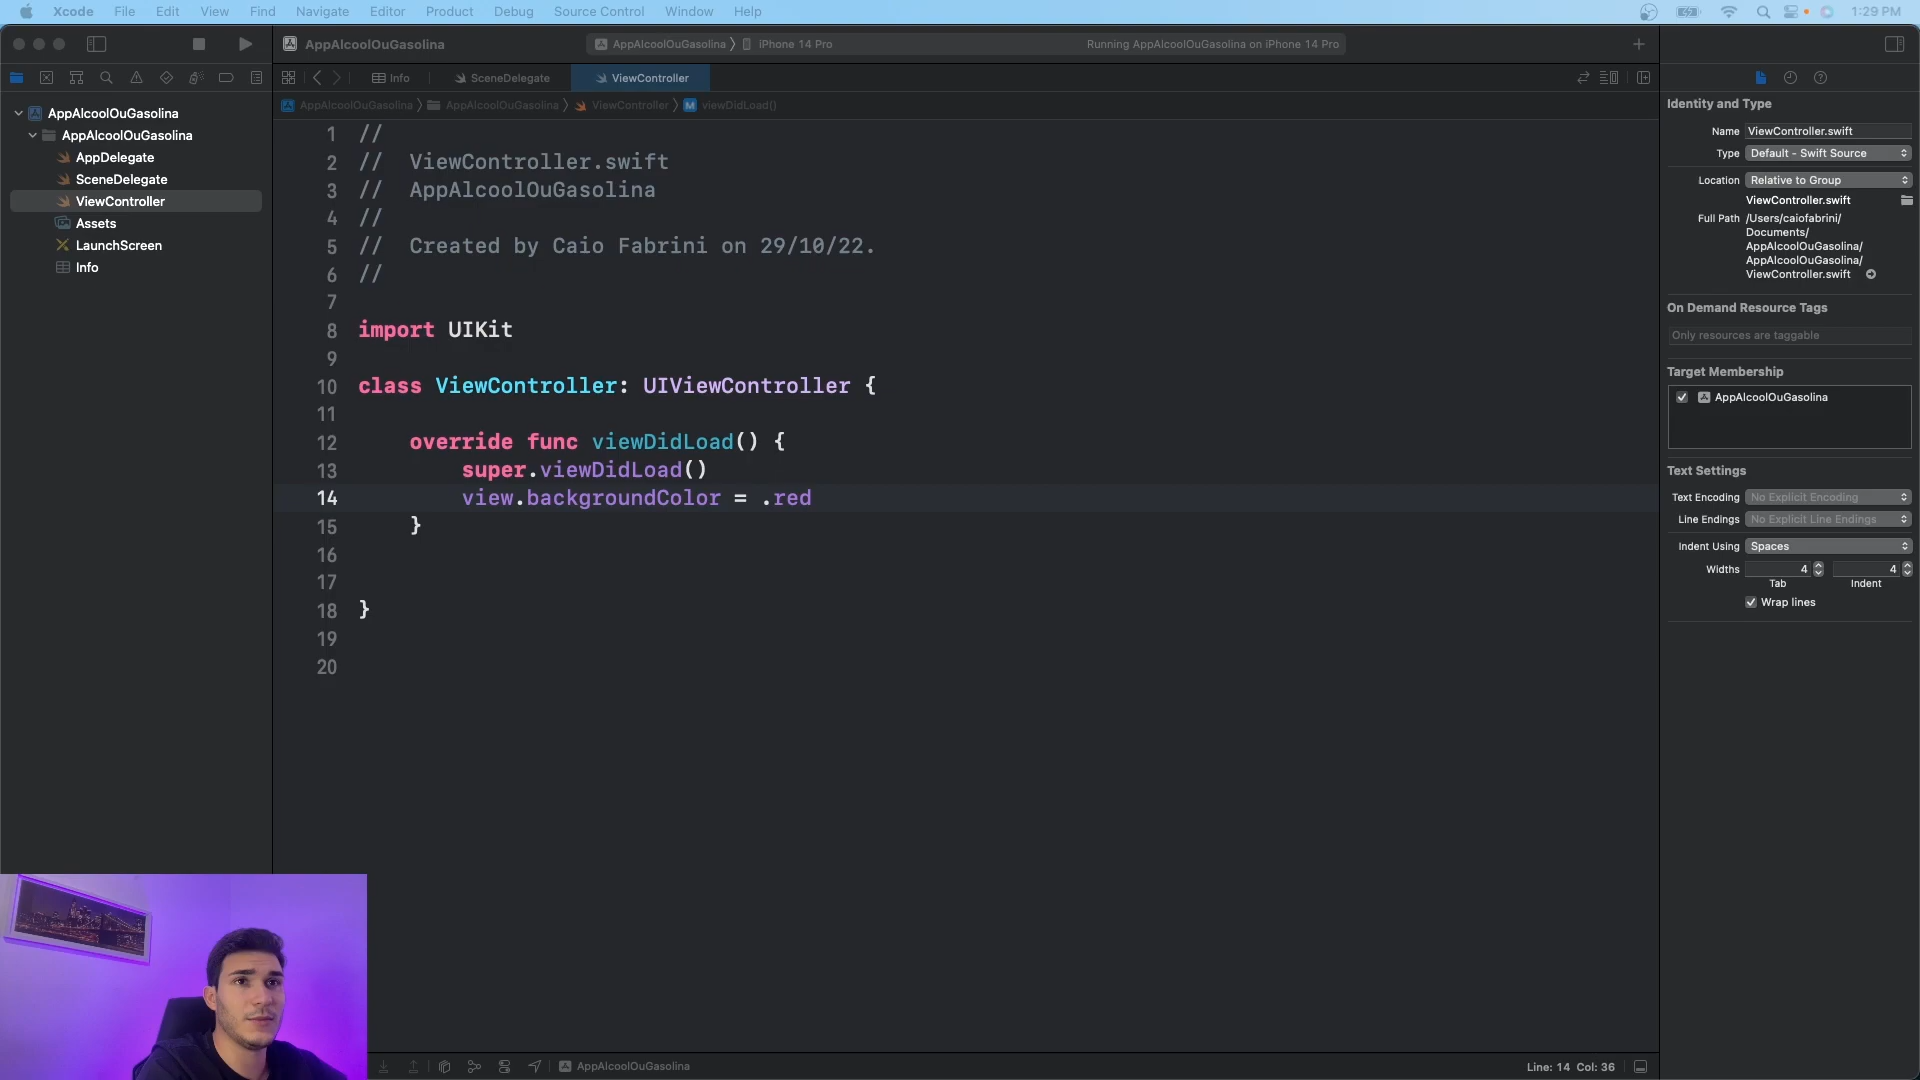 Xcode File Edit View Find Navigate Editor Product Debug Source Control Window Help 1:29 PM
AppAlcoolOuGasolina
AppAlcoolOuGasolina 〉 iPhone 14 Pro
Running AppAlcoolOuGasolina on iPhone 14 Pro
Info
SceneDelegate
ViewController
AppAlcoolOuGasolina 〉 AppAlcoolOuGasolina 〉 ViewController 〉 M viewDidLoad()
AppAlcoolOuGasolina
AppAlcoolOuGasolina
AppDelegate
SceneDelegate
ViewController
Assets
LaunchScreen
Info
1 //
2 //  ViewController.swift
3 //  AppAlcoolOuGasolina
4 //
5 //  Created by Caio Fabrini on 29/10/22.
6 //
7
8 import UIKit
9
10 class ViewController: UIViewController {
11
12     override func viewDidLoad() {
13         super.viewDidLoad()
14         view.backgroundColor = .red
15     }
16
17
18 }
19
20
Identity and Type
Name ViewController.swift
Type Default - Swift Source
Location Relative to Group
ViewController.swift
Full Path /Users/caiofabrini/
Documents/
AppAlcoolOuGasolina/
AppAlcoolOuGasolina/
ViewController.swift
On Demand Resource Tags
Only resources are taggable
Target Membership
AppAlcoolOuGasolina
Text Settings
Text Encoding No Explicit Encoding
Line Endings No Explicit Line Endings
Indent Using Spaces
Widths 4 4
Tab Indent
Wrap lines
AppAlcoolOuGasolina
Line: 14 Col: 36